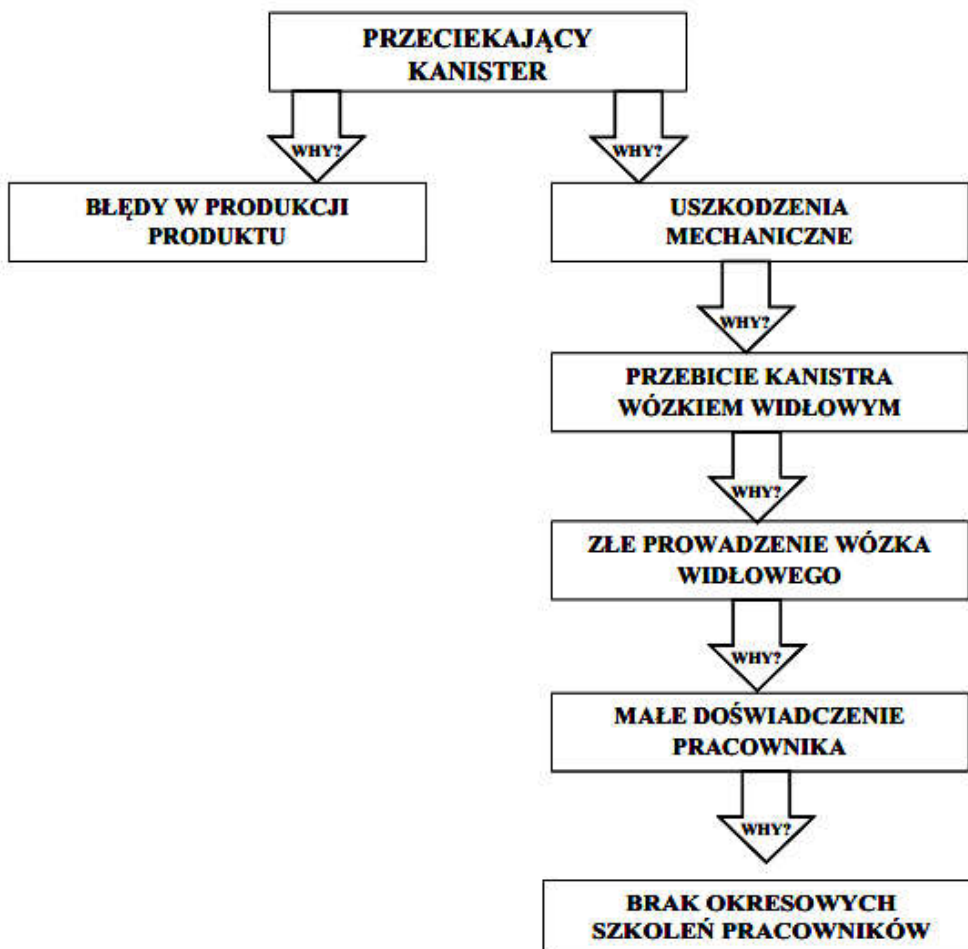 PRZECIEKAJĄCY
KANISTER
WHY?
WHY?
BŁĘDY W PRODUKCJI
PRODUKTU
USZKODZENIA
MECHANICZNE
WHY?
PRZEBICIE KANISTRA
WÓZKIEM WIDŁOWYM
WHY?
ZŁE PROWADZENIE WÓZKA
WIDŁOWEGO
WHY?
MAŁE DOŚWIADCZENIE
PRACOWNIKA
WHY?
BRAK OKRESOWYCH
SZKOLEŃ PRACOWNIKÓW